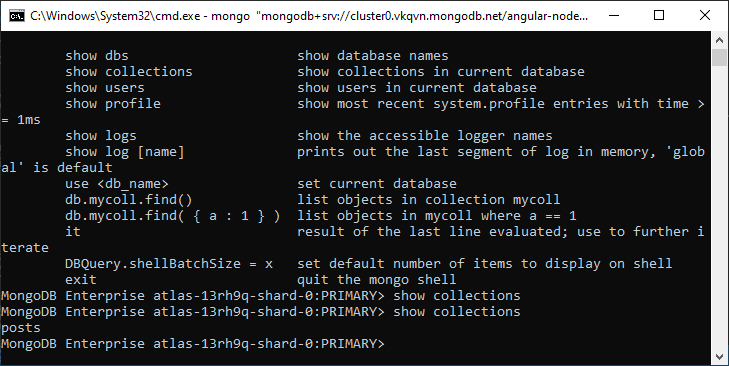 C:\Windows\System32\cmd.exe - mongo "mongodb+srv://cluster0.vkqvn.mongodb.net/angular-node...
show dbs                     show database names
show collections             show collections in current database
show users                   show users in current database
show profile                 show most recent system.profile entries with time >
= 1ms
show logs                    show the accessible logger names
show log [name]              prints out the last segment of log in memory, 'glob
al' is default
use <db_name>                set current database
db.mycoll.find()             list objects in collection mycoll
db.mycoll.find( { a : 1 } )  list objects in mycoll where a == 1
it                           result of the last line evaluated; use to further i
terate
DBQuery.shellBatchSize = x   set default number of items to display on shell
exit                         quit the mongo shell
MongoDB Enterprise atlas-13rh9q-shard-0:PRIMARY> show collections
MongoDB Enterprise atlas-13rh9q-shard-0:PRIMARY> show collections
posts
MongoDB Enterprise atlas-13rh9q-shard-0:PRIMARY>